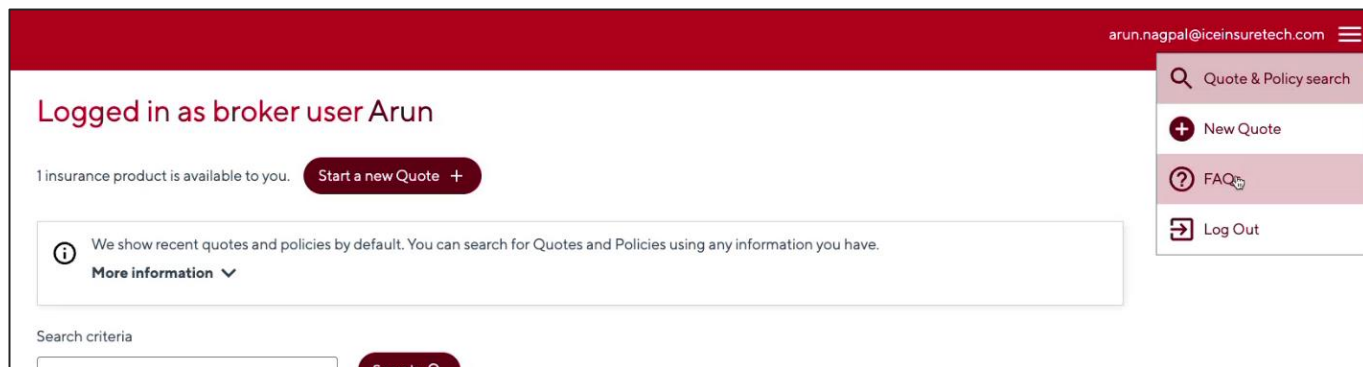 arun.nagpal@iceinsuretech.com
Quote & Policy search
New Quote
FAQs
Log Out
Logged in as broker user Arun
1 insurance product is available to you.
Start a new Quote +
We show recent quotes and policies by default. You can search for Quotes and Policies using any information you have.
More information
Search criteria